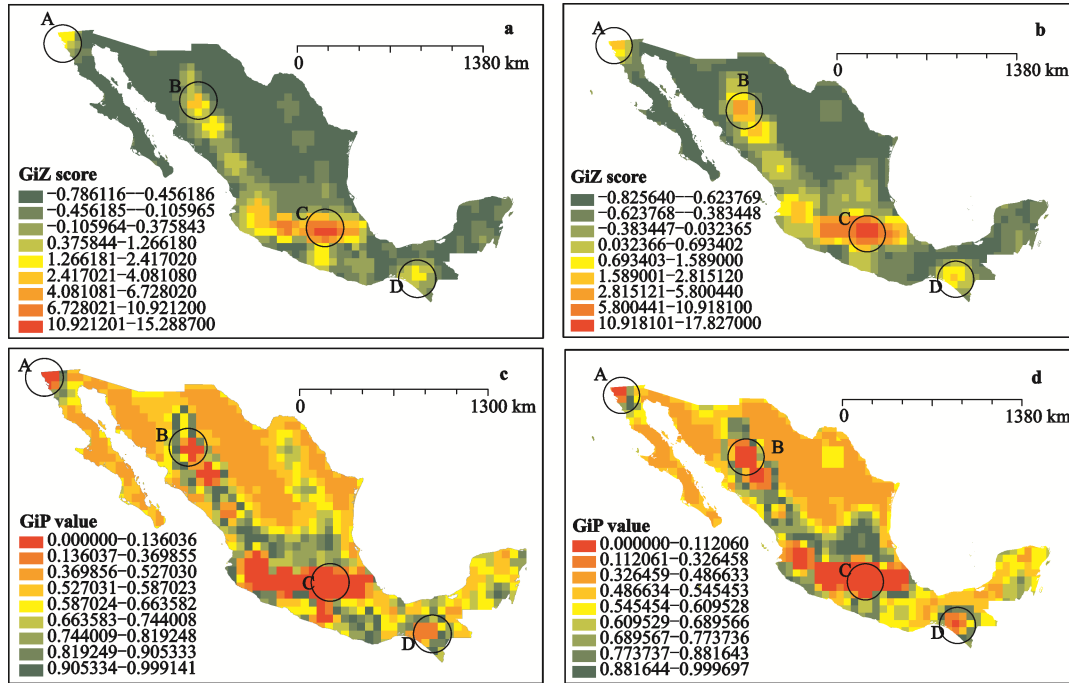 A
a
0
1380 km
B
C
D
GiZ score
−0.786116−−0.456186
−0.456185−−0.105965
−0.105964−0.375843
0.375844−1.266180
1.266181−2.417020
2.417021−4.081080
4.081081−6.728020
6.728021−10.921200
10.921201−15.288700
A
b
0
1380 km
B
C
D
GiZ score
−0.825640−−0.623769
−0.623768−−0.383448
−0.383447−0.032365
0.032366−0.693402
0.693403−1.589000
1.589001−2.815120
2.815121−5.800440
5.800441−10.918100
10.918101−17.827000
A
c
0
1300 km
B
C
D
GiP value
0.000000−0.136036
0.136037−0.369855
0.369856−0.527030
0.527031−0.587023
0.587024−0.663582
0.663583−0.744008
0.744009−0.819248
0.819249−0.905333
0.905334−0.999141
A
d
0
1380 km
B
C
D
GiP value
0.000000−0.112060
0.112061−0.326458
0.326459−0.486633
0.486634−0.545453
0.545454−0.609528
0.609529−0.689566
0.689567−0.773736
0.773737−0.881643
0.881644−0.999697